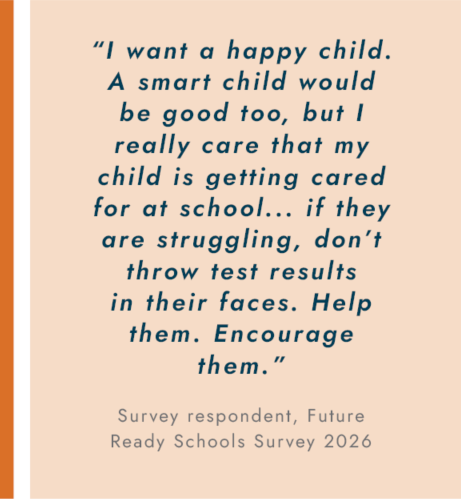 “I want a happy child.
A smart child would
be good too, but I
really care that my
child is getting cared
for at school... if they
are struggling, don’t
throw test results
in their faces. Help
them. Encourage
them.”
Survey respondent, Future
Ready Schools Survey 2026